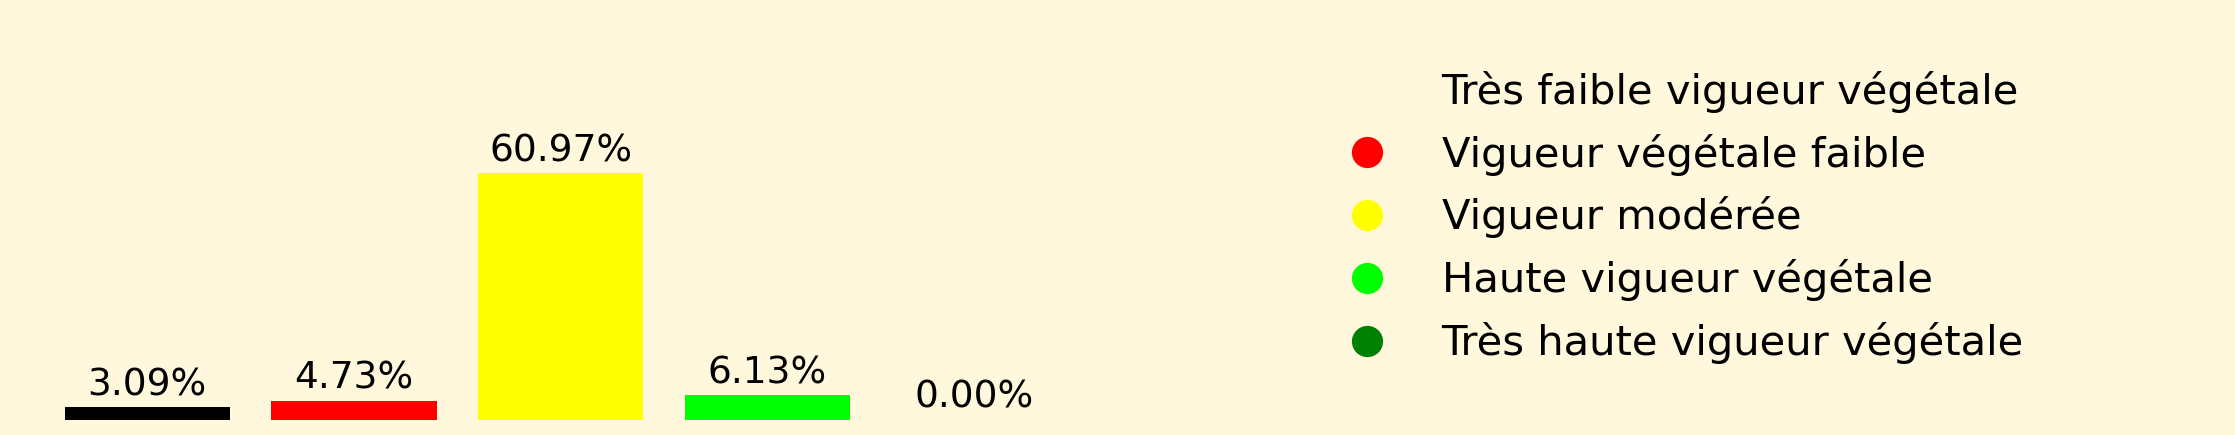 60.97%
3.09%
4.73%
6.13%
0.00%
Très faible vigueur végétale
Vigueur végétale faible
Vigueur modérée
Haute vigueur végétale
Très haute vigueur végétale